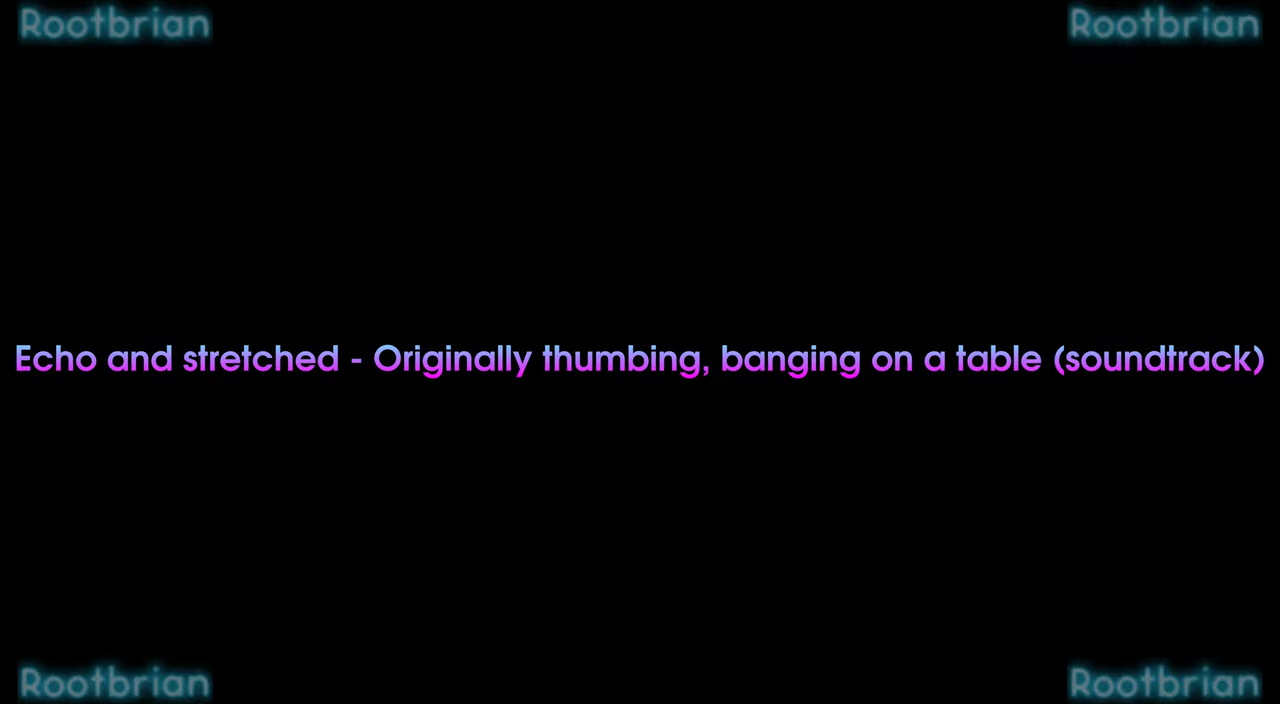 Rootbrian Rootbrian
Echo and stretched - Originally thumbing, banging on a table (soundtrack)
Rootbrian Rootbrian